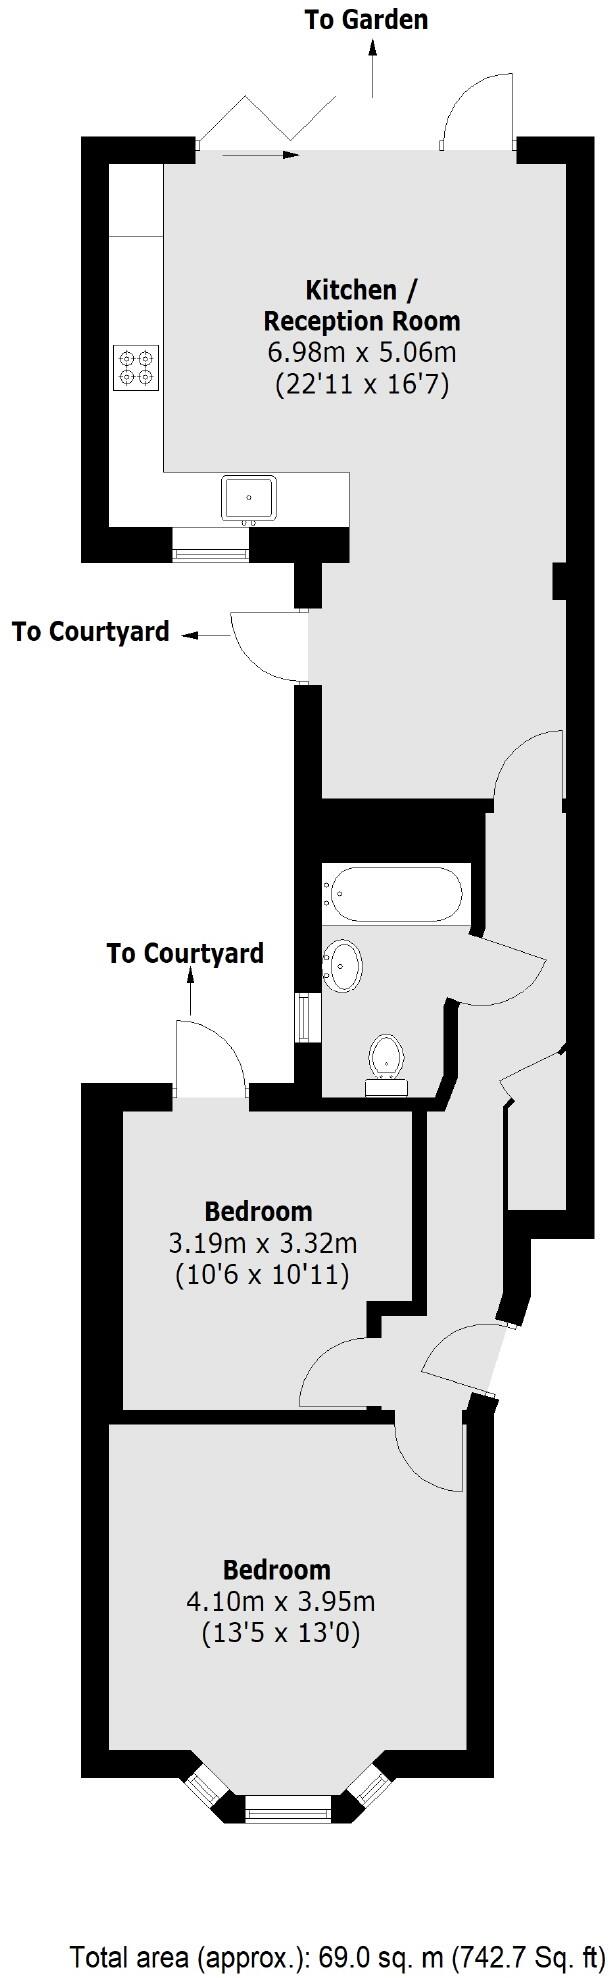 To Garden
Kitchen /
Reception Room
6.98m x 5.06m
(22'11 x 16'7)
To Courtyard
To Courtyard
Bedroom
3.19m x 3.32m
(10'6 x 10'11)
Bedroom
4.10m x 3.95m
(13'5 x 13'0)
Total area (approx.): 69.0 sq. m (742.7 Sq. ft)